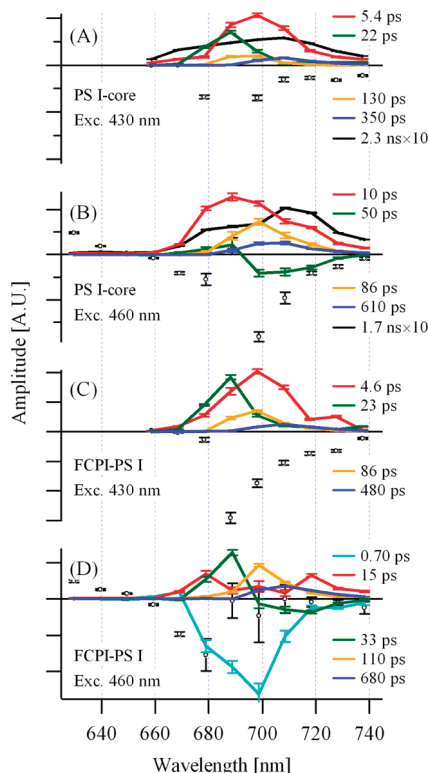 (A)
5.4 ps
22 ps
PS I-core
Exc. 430 nm
130 ps
350 ps
2.3 ns×10
(B)
10 ps
50 ps
PS I-core
Exc. 460 nm
86 ps
610 ps
1.7 ns×10
Amplitude [A.U.]
(C)
4.6 ps
23 ps
FCPI-PS I
Exc. 430 nm
86 ps
480 ps
(D)
0.70 ps
15 ps
FCPI-PS I
Exc. 460 nm
33 ps
110 ps
680 ps
640 660 680 700 720 740
Wavelength [nm]